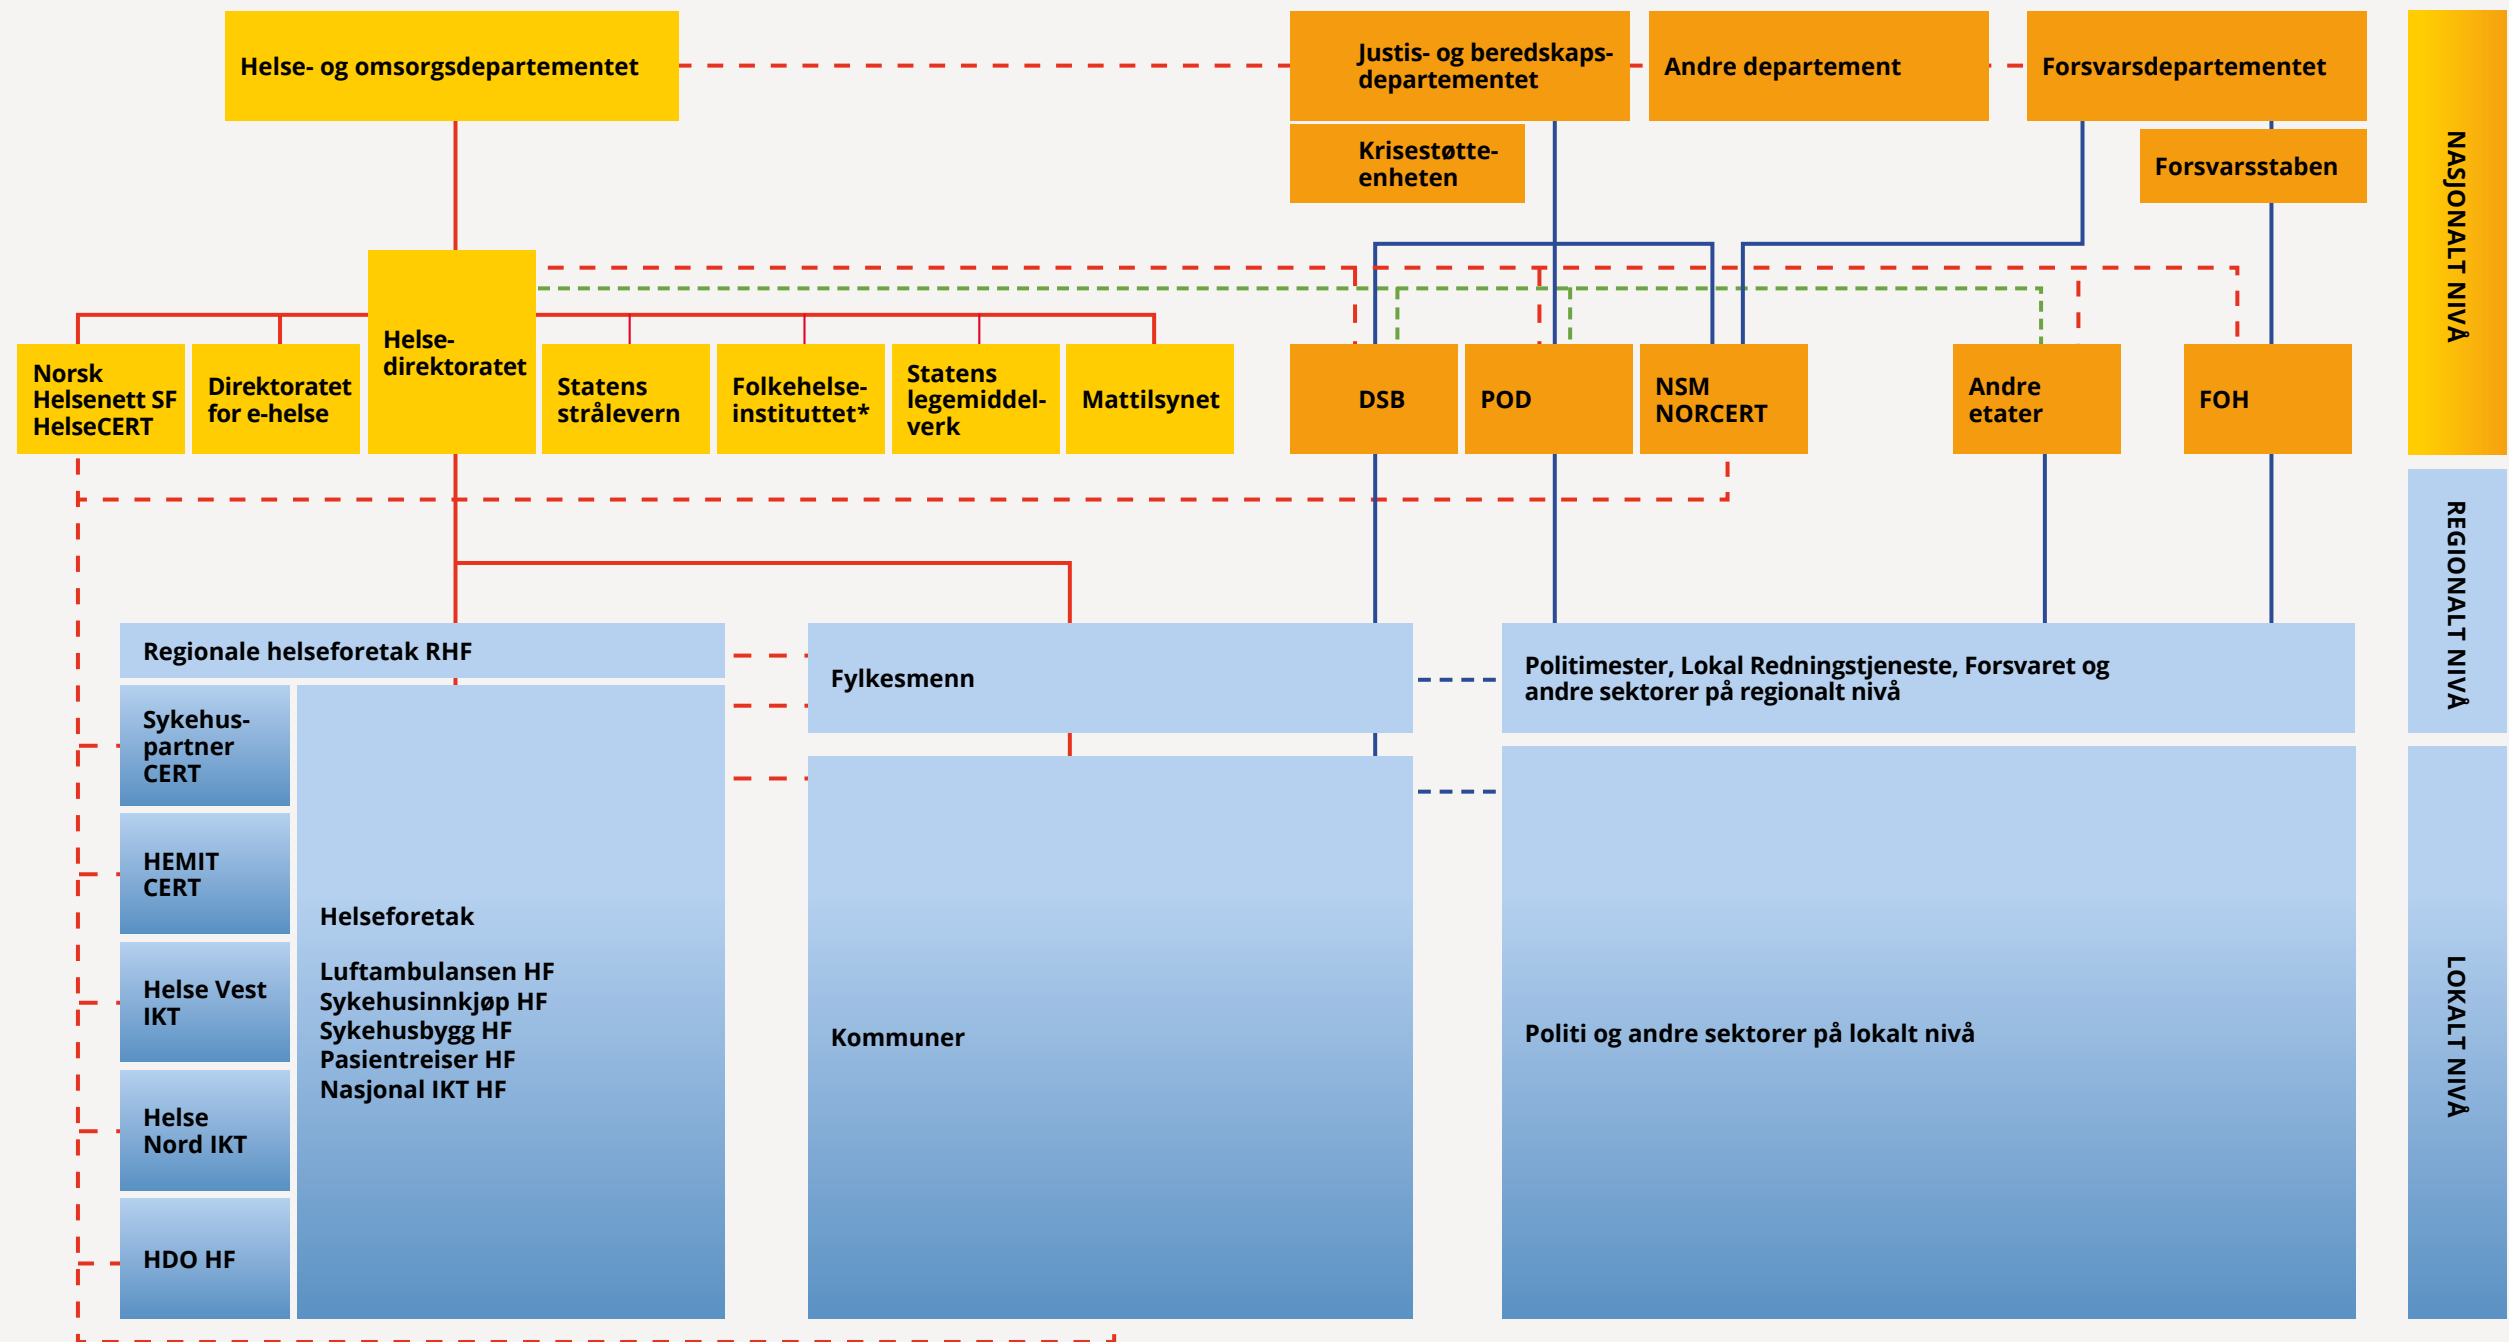 Helse- og omsorgsdepartementet
Justis- og beredskaps-
departementet
Andre departement
Forsvarsdepartementet
Krisestøtte-
enheten
Forsvarsstaben
NASJONALT NIVÅ
Norsk
Helsenett SF
HelseCERT
Direktoratet
for e-helse
Helse-
direktoratet
Statens
strålevern
Folkehelse-
instituttet*
Statens
legemiddel-
verk
Mattilsynet
DSB
POD
NSM
NORCERT
Andre
etater
FOH
REGIONALT NIVÅ
Regionale helseforetak RHF
Fylkesmenn
Politimester, Lokal Redningstjeneste, Forsvaret og
andre sektorer på regionalt nivå
Sykehus-
partner
CERT
HEMIT
CERT
Helse Vest
IKT
Helse
Nord IKT
HDO HF
Helseforetak
Luftambulansen HF
Sykehusinnkjøp HF
Sykehusbygg HF
Pasientreiser HF
Nasjonal IKT HF
Kommuner
Politi og andre sektorer på lokalt nivå
LOKALT NIVÅ